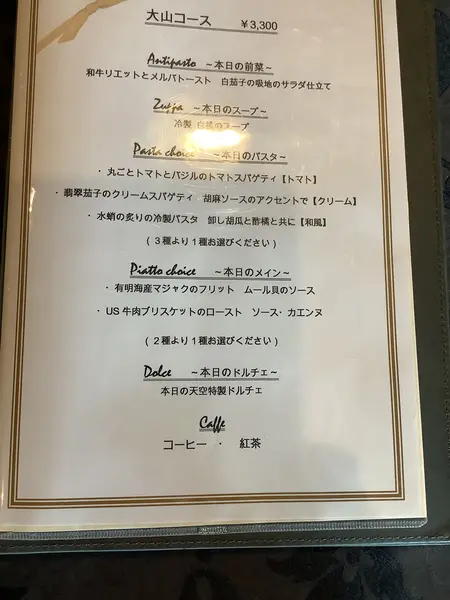 大山コース ￥3,300
Antipasto ～本日の前菜～
和牛リエットとメルバトースト 白茄子の吸地のサラダ仕立て
Zuppa ～本日のスープ～
冷製 白桃のスープ
Pasta choice ～本日のパスタ～
・ 丸ごとトマトとバジルのトマトスパゲティ【トマト】
・ 翡翠茄子のクリームスパゲティ 胡麻ソースのアクセントで【クリーム】
・ 水蛸の炙りの冷製パスタ 卸し胡瓜と酢橘と共に【和風】
（３種より１種お選びください）
Piatto choice ～本日のメイン～
・ 有明海産マジャクのフリット ムール貝のソース
・ US 牛肉ブリスケットのロースト ソース・カエンヌ
（２種より１種お選びください）
Dolce ～本日のドルチェ～
本日の天空特製ドルチェ
Caffe
コーヒー ・ 紅茶